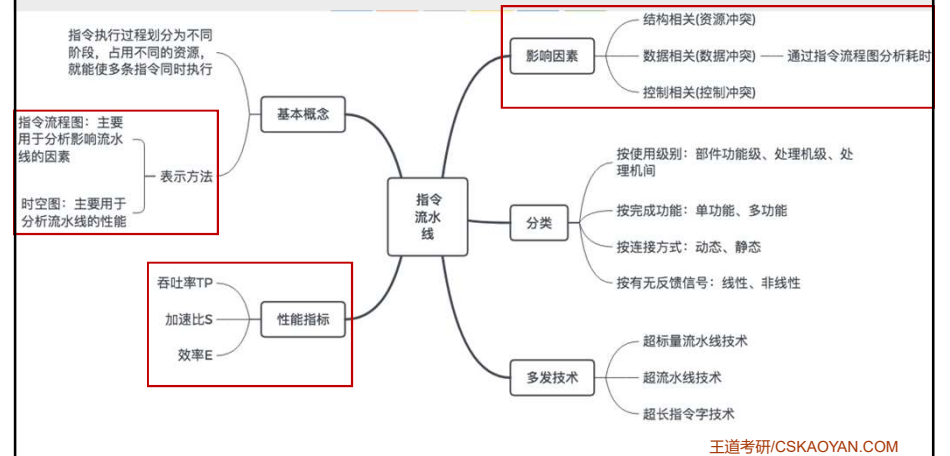 指令执行过程划分为不同
阶段，占用不同的资源，
就能使多条指令同时执行
基本概念
指令流程图：主要
用于分析影响流水
线的因素
表示方法
时空图：主要用于
分析流水线的性能
吞吐率TP
加速比S
效率E
性能指标
指令
流水
线
影响因素
结构相关(资源冲突)
数据相关(数据冲突)
通过指令流程图分析耗时
控制相关(控制冲突)
分类
按使用级别：部件功能级、处理机级、处
理机间
按完成功能：单功能、多功能
按连接方式：动态、静态
按有无反馈信号：线性、非线性
多发技术
超标量流水线技术
超流水线技术
超长指令字技术
王道考研/CSKAOYAN.COM